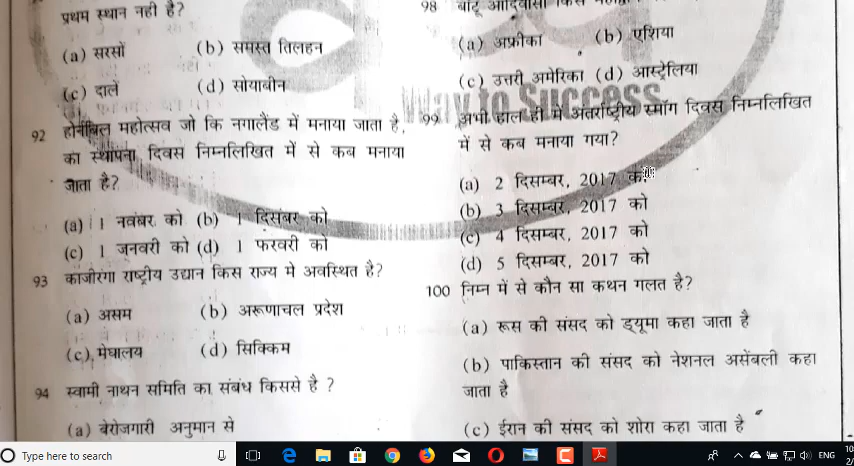 प्रथम स्थान नही है?
(a) सरसों (b) समस्त तिलहन
(c) दालें (d) सोयाबीन
92 होर्नबिल महोत्सव जो कि नगालैंड में मनाया जाता है,
का स्थापना दिवस निम्नलिखित में से कब मनाया
जाता है?
(a) 1 नवंबर को (b) 1 दिसंबर को
(c) 1 जनवरी को (d) 1 फरवरी को
93 काजीरंगा राष्ट्रीय उद्यान किस राज्य मे अवस्थित है?
(a) असम (b) अरूणाचल प्रदेश
(c) मेघालय (d) सिक्किम
94 स्वामी नाथन समिति का संबंध किससे है ?
(a) बेरोजगारी अनुमान से
98 बांटू आदिवासी किस
(a) अफ्रीका (b) एशिया
(c) उत्तरी अमेरिका (d) आस्ट्रेलिया
Way to Success
99 अभी हाल ही मे अंतर्राष्ट्रीय स्मॉग दिवस निम्नलिखित
में से कब मनाया गया?
(a) 2 दिसम्बर, 2017 को
(b) 3 दिसम्बर, 2017 को
(c) 4 दिसम्बर, 2017 को
(d) 5 दिसम्बर, 2017 को
100 निम्न में से कौन सा कथन गलत है?
(a) रूस की संसद को ड्यूमा कहा जाता है
(b) पाकिस्तान की संसद को नेशनल असेंबली कहा
जाता है
(c) ईरान की संसद को शोरा कहा जाता है
Type here to search
ENG
10
2/